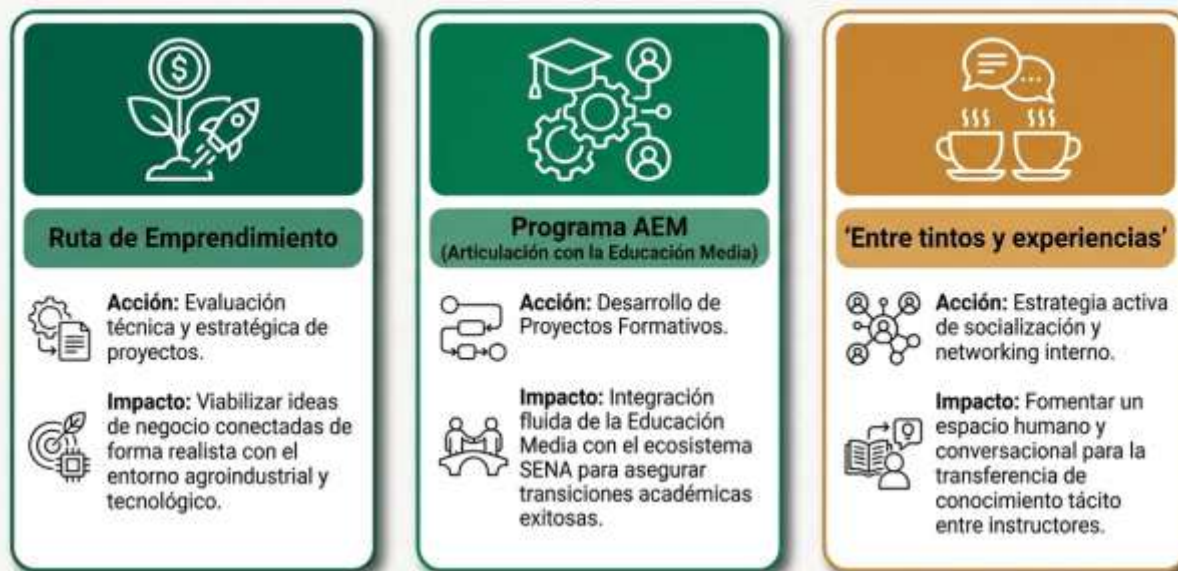 $
Ruta de Emprendimiento
Acción: Evaluación
técnica y estratégica de
proyectos.
Impacto: Viabilizar ideas
de negocio conectadas de
forma realista con el
entorno agroindustrial y
tecnológico.
Programa AEM
(Articulación con la Educación Media)
Acción: Desarrollo de
Proyectos Formativos.
Impacto: Integración
fluida de la Educación
Media con el ecosistema
SENA para asegurar
transiciones académicas
exitosas.
‘Entre tintos y experiencias’
Acción: Estrategia activa
de socialización y
networking interno.
Impacto: Fomentar un
espacio humano y
conversacional para la
transferencia de
conocimiento tácito
entre instructores.